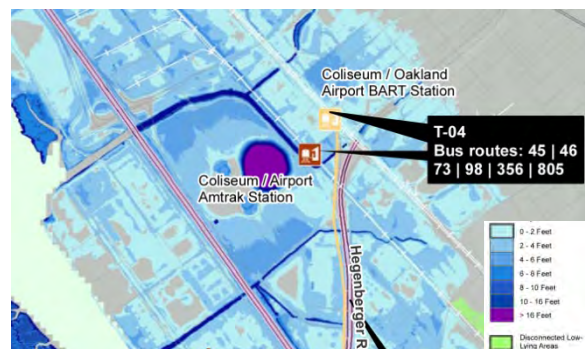 Coliseum / Oakland
Airport BART Station
T-04
Bus routes: 45 | 46
73 | 98 | 356 | 805
Coliseum / Airport
Amtrak Station
Hegenberger R
0 - 2 Feet
2 - 4 Feet
4 - 6 Feet
6 - 8 Feet
8 - 10 Feet
10 - 16 Feet
> 16 Feet
Disconnected Low-
Lying Areas